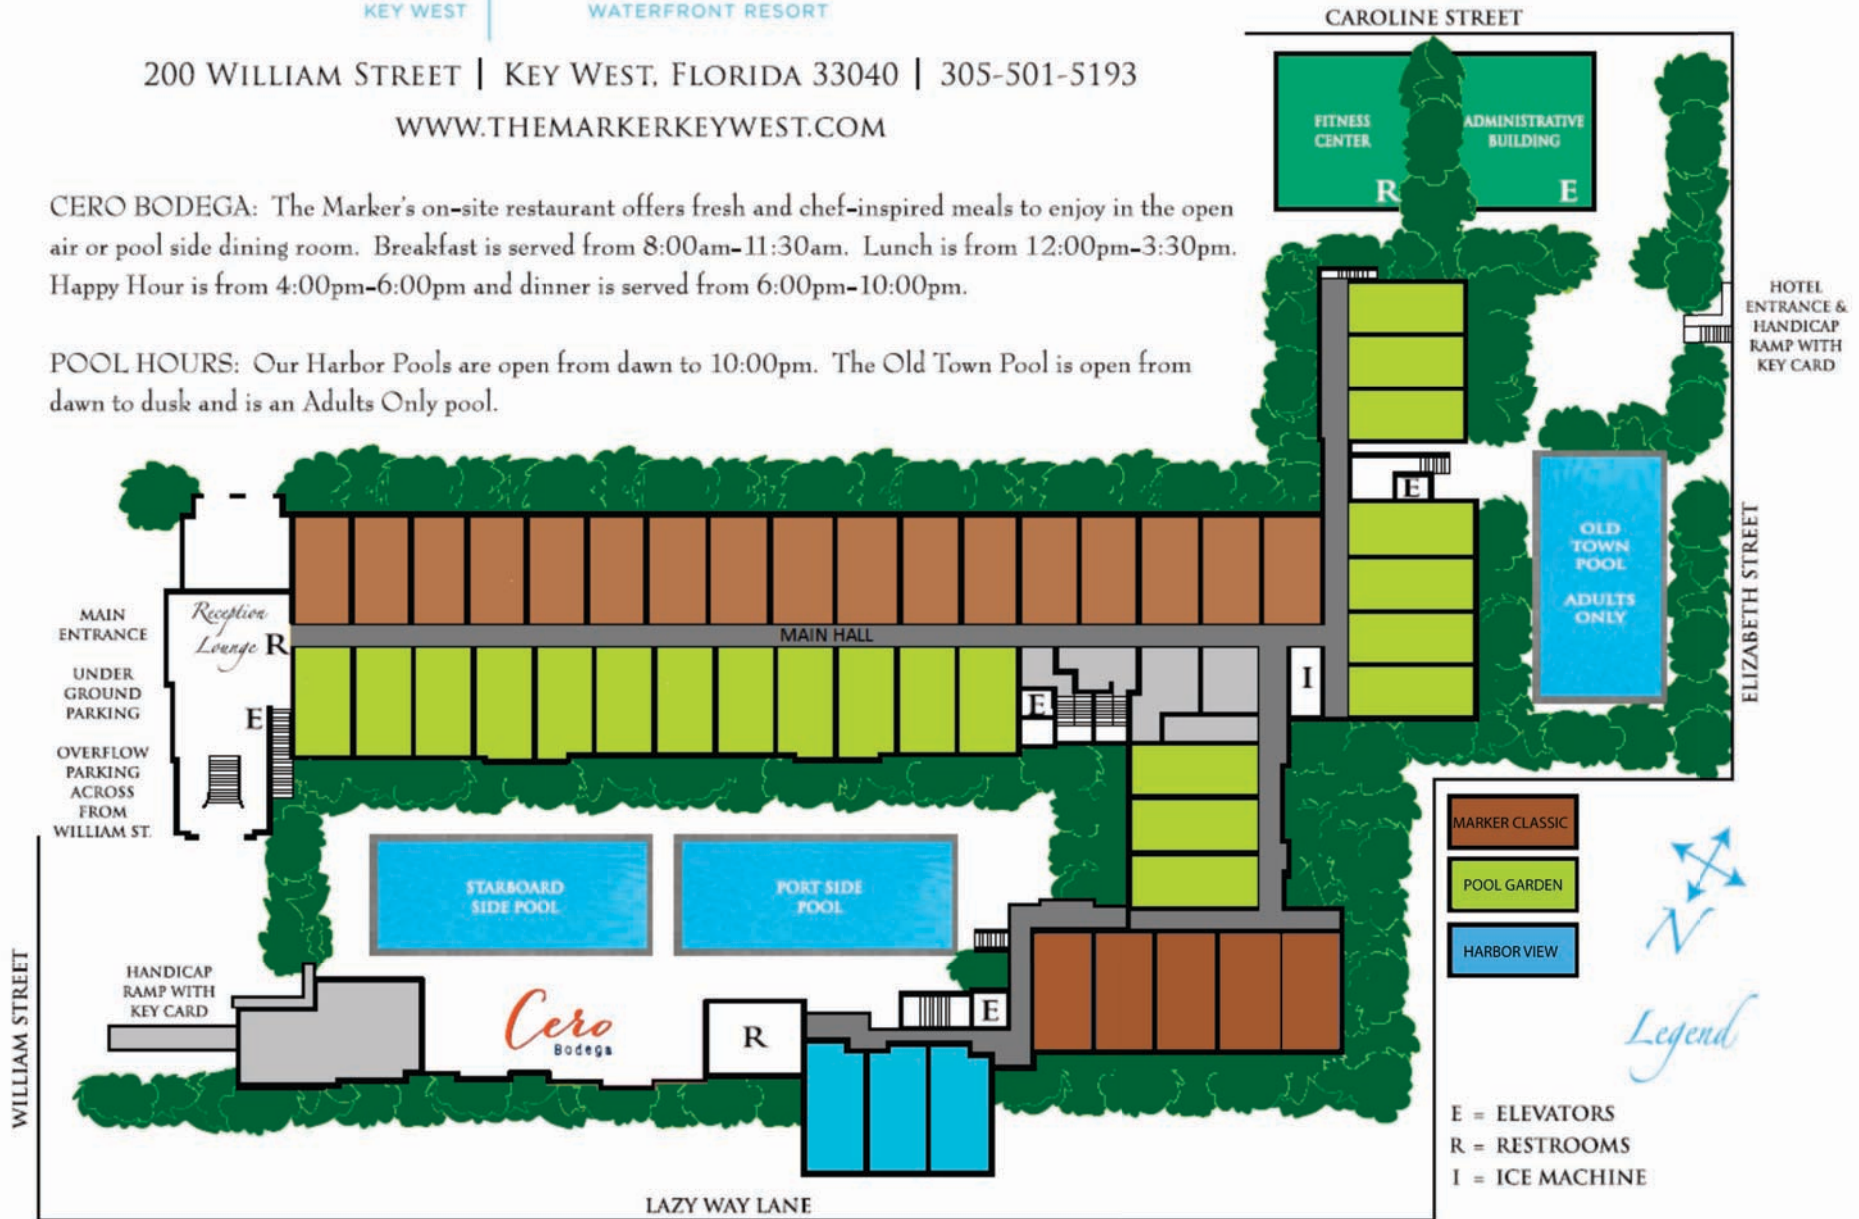 KEY WEST | WATERFRONT RESORT
200 WILLIAM STREET | KEY WEST, FLORIDA 33040 | 305-501-5193
WWW.THEMARKERKEYWEST.COM
CERO BODEGA: The Marker's on-site restaurant offers fresh and chef-inspired meals to enjoy in the open
air or pool side dining room. Breakfast is served from 8:00am-11:30am. Lunch is from 12:00pm-3:30pm.
Happy Hour is from 4:00pm-6:00pm and dinner is served from 6:00pm-10:00pm.
POOL HOURS: Our Harbor Pools are open from dawn to 10:00pm. The Old Town Pool is open from
dawn to dusk and is an Adults Only pool.
CAROLINE STREET
FITNESS
CENTER
R
ADMINISTRATIVE
BUILDING
E
HOTEL
ENTRANCE &
HANDICAP
RAMP WITH
KEY CARD
E
OLD
TOWN
POOL
ADULTS
ONLY
ELIZABETH STREET
MAIN
ENTRANCE
UNDER
GROUND
PARKING
OVERFLOW
PARKING
ACROSS
FROM
WILLIAM ST.
Reception
Lounge
R
E
MAIN HALL
E
I
STARBOARD
SIDE POOL
PORT SIDE
POOL
WILLIAM STREET
HANDICAP
RAMP WITH
KEY CARD
Cero
Bodega
R
E
LAZY WAY LANE
MARKER CLASSIC
POOL GARDEN
HARBOR VIEW
N
Legend
E = ELEVATORS
R = RESTROOMS
I = ICE MACHINE